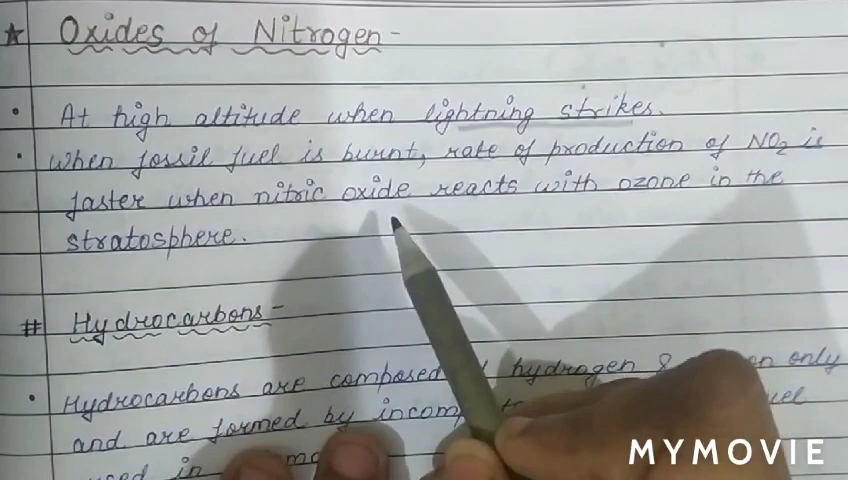 * Oxides of Nitrogen-
• At high altitude when lightning strikes.
• When fossil fuel is burnt, rate of production of NO2 is
faster when nitric oxide reacts with ozone in the
stratosphere.
# Hydrocarbons-
• Hydrocarbons are composed hydrogen & only
and are formed by incomp
used in
MYMOVIE